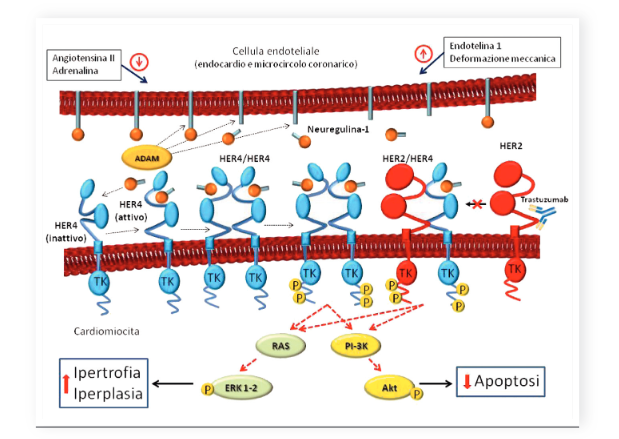 Angiotensina II
Adrenalina
Cellula endoteliale
(endocardio e microcircolo coronarico)
Endotelina 1
Deformazione meccanica
Neuregulina-1
ADAM
HER4/HER4
HER2/HER4
HER2
HER4
(attivo)
Trastuzumab
HER4
(inattivo)
TK
TK
TK
TK
TK
TK
TK
TK
P
P
P
P
P
P
P
P
Cardiomiocita
RAS
PI-3K
Ipertrofia
Iperplasia
P
ERK 1-2
Akt
P
Apoptosi